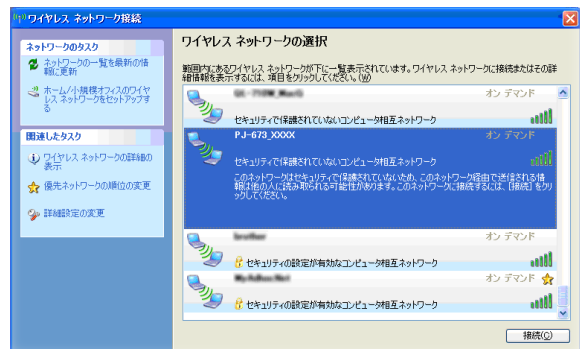 ワイヤレス ネットワーク接続
ネットワークのタスク
ネットワークの一覧を最新の情
報に更新
ホーム/小規模オフィスのワイヤ
レス ネットワークをセットアップす
る
関連したタスク
ワイヤレス ネットワークの詳細の
表示
優先ネットワークの順位の変更
詳細設定の変更
ワイヤレス ネットワークの選択
範囲内にあるワイヤレス ネットワークが下に一覧表示されています。ワイヤレス ネットワークに接続またはその詳
細情報を表示するには、項目をクリックしてください。(W)
オン デマンド
セキュリティで保護されていないコンピュータ相互ネットワーク
PJ-673_XXXX
オン デマンド
セキュリティで保護されていないコンピュータ相互ネットワーク
このネットワークはセキュリティで保護されていないため、このネットワーク経由で送信される情
報は他の人に読み取られる可能性があります。このネットワークに接続するには、[接続] をクリ
ックしてください。
オン デマンド
セキュリティの設定が有効なコンピュータ相互ネットワーク
オン デマンド
セキュリティの設定が有効なコンピュータ相互ネットワーク
接続(C)